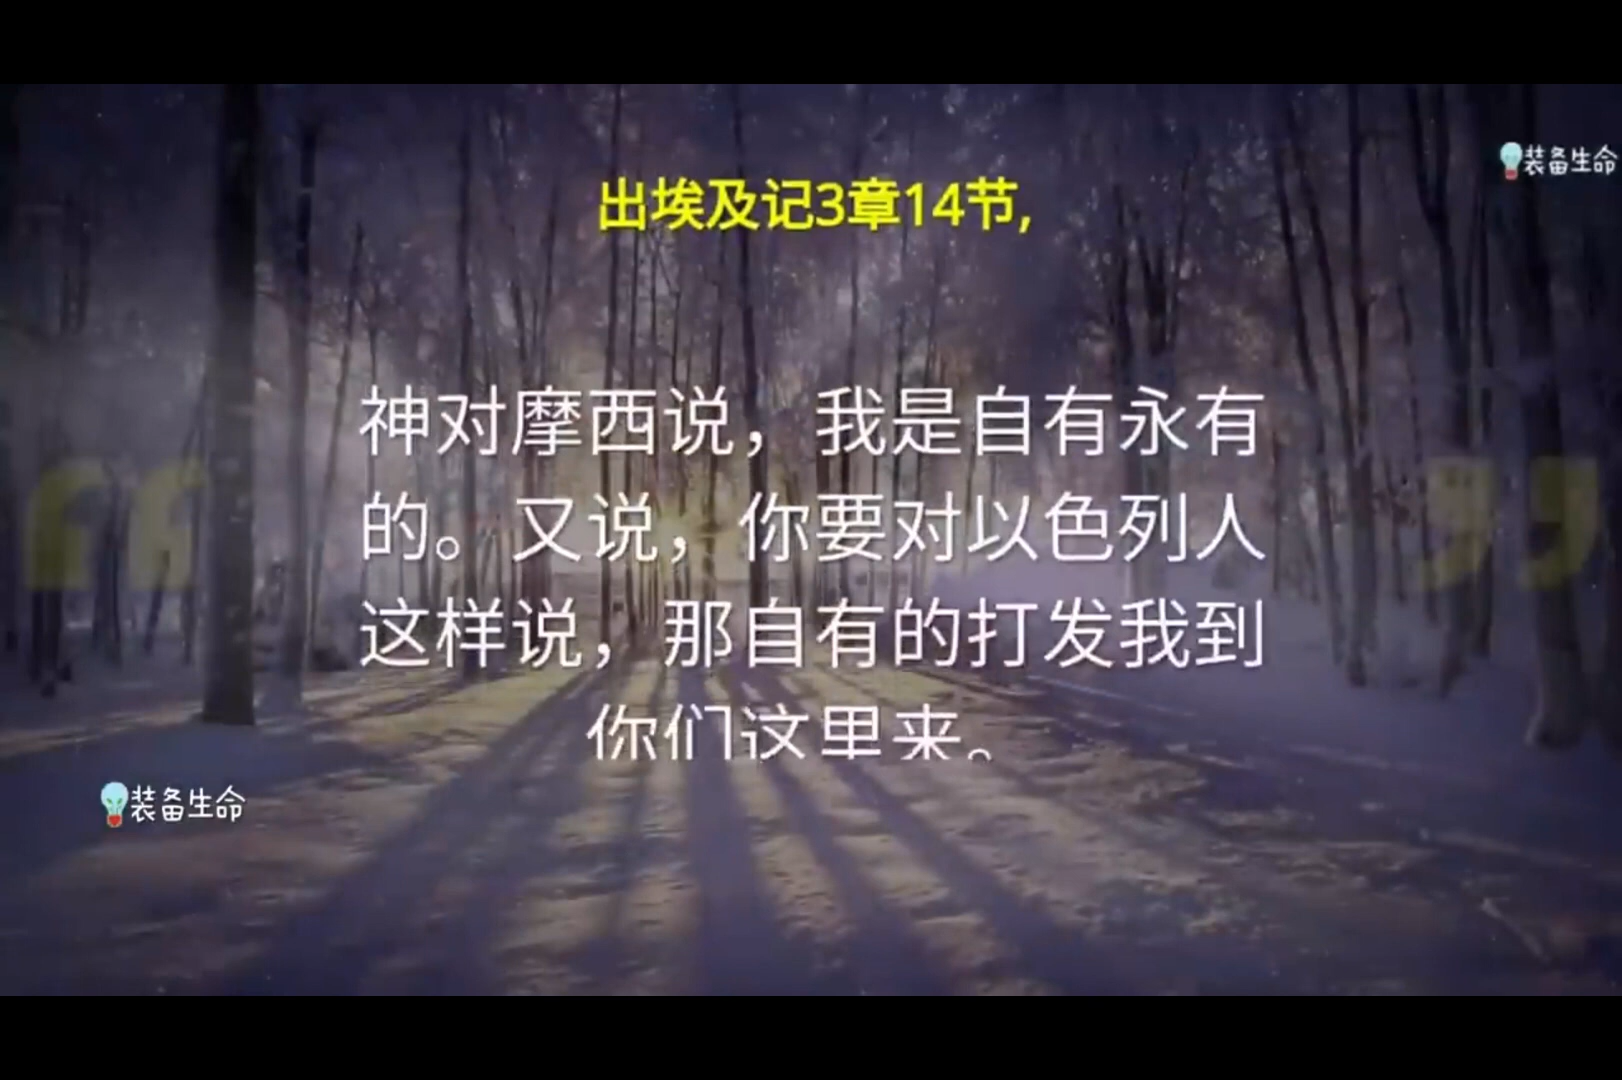 装备生命
出埃及记3章14节,
神对摩西说，我是自有永有
的。又说，你要对以色列人
这样说，那自有的打发我到
你们这里来。
装备生命